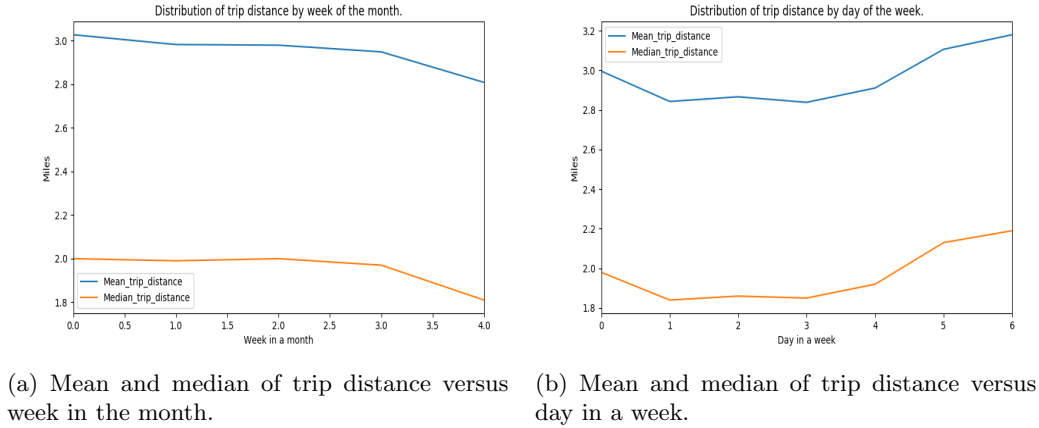 Distribution of trip distance by week of the month.
3.0
2.8
2.6
2.4
2.2
2.0
1.8
Miles
Mean_trip_distance
Median_trip_distance
0.0 0.5 1.0 1.5 2.0 2.5 3.0 3.5 4.0
Week in a month
(a) Mean and median of trip distance versus
week in the month.
Distribution of trip distance by day of the week.
3.2
3.0
2.8
2.6
2.4
2.2
2.0
1.8
Miles
Mean_trip_distance
Median_trip_distance
0 1 2 3 4 5 6
Day in a week
(b) Mean and median of trip distance versus
day in a week.